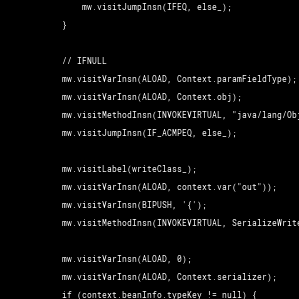 mw.visitJumpInsn(IFEQ, else_);
}
// IFNULL
mw.visitVarInsn(ALOAD, Context.paramFieldType);
mw.visitVarInsn(ALOAD, Context.obj);
mw.visitMethodInsn(INVOKEVIRTUAL, "java/lang/Obj
mw.visitJumpInsn(IF_ACMPEQ, else_);
mw.visitLabel(writeClass_);
mw.visitVarInsn(ALOAD, context.var("out"));
mw.visitVarInsn(BIPUSH, '{');
mw.visitMethodInsn(INVOKEVIRTUAL, SerializeWrite
mw.visitVarInsn(ALOAD, 0);
mw.visitVarInsn(ALOAD, Context.serializer);
if (context.beanInfo.typeKey != null) {